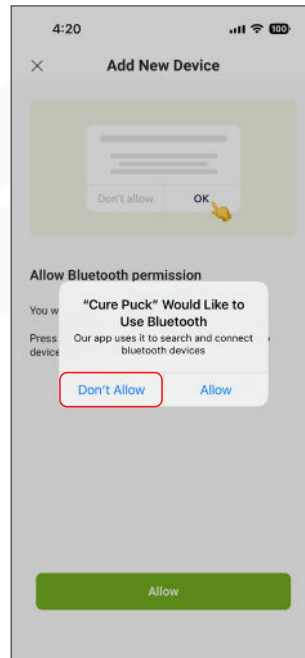 4:20
100
Add New Device
Don't allow
OK
Allow Bluetooth permission
You w
"Cure Puck" Would Like to
Use Bluetooth
Press
Our app uses it to search and connect
device
bluetooth devices
Don't Allow
Allow
Allow